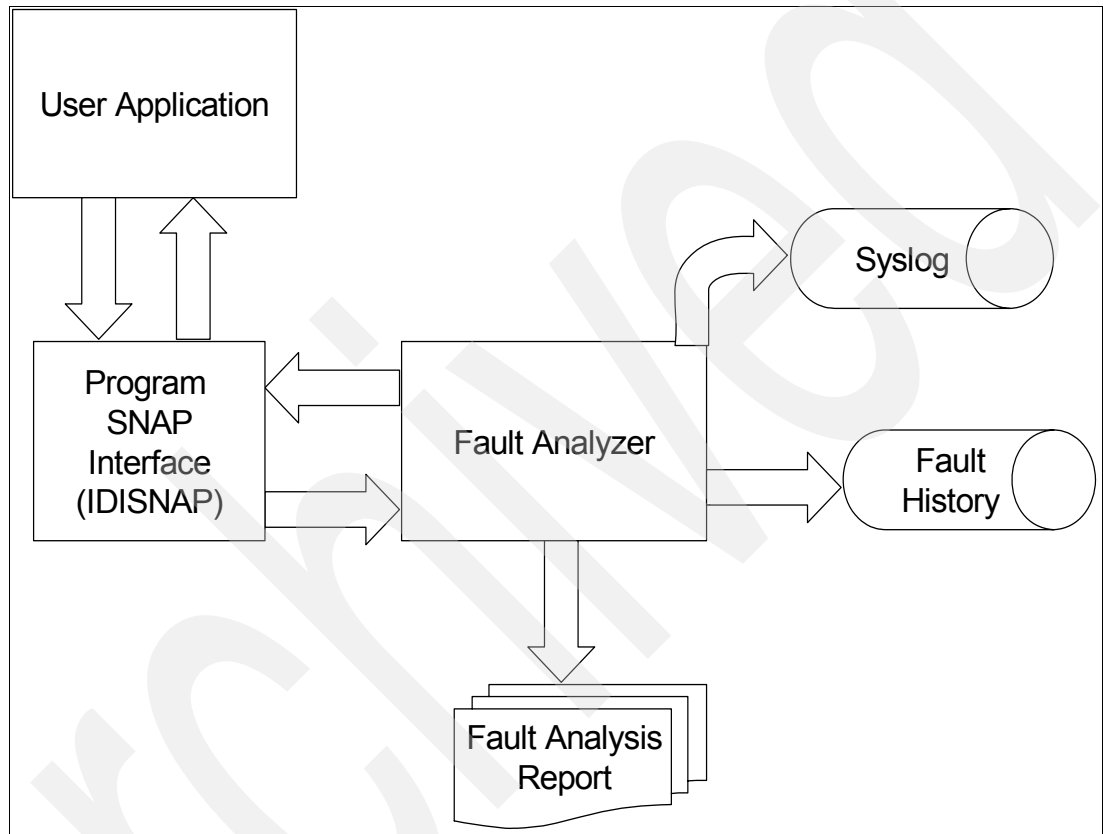 User Application
Syslog
Program
SNAP
Interface
(IDISNAP)
Fault Analyzer
Fault
History
Fault Analysis
Report